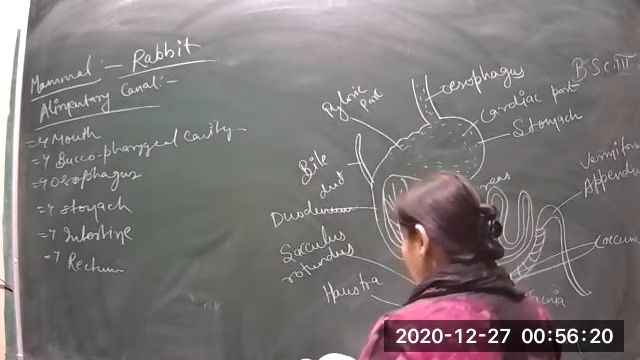 Mammal:- Rabbit
Alimentary Canal:-
=> Mouth
=> Bucco-pharyngeal cavity
=> Oesophagus
=> Stomach
=> Intestine
=> Rectum
B.Sc. III
oesophagus
Pyloric Part
Cardiac part
Stomach
Bile duct
Duodenum
Sacculus rotundus
Haustra
Vermiform Appendix
Caecum
Taenia
2020-12-27 00:56:20